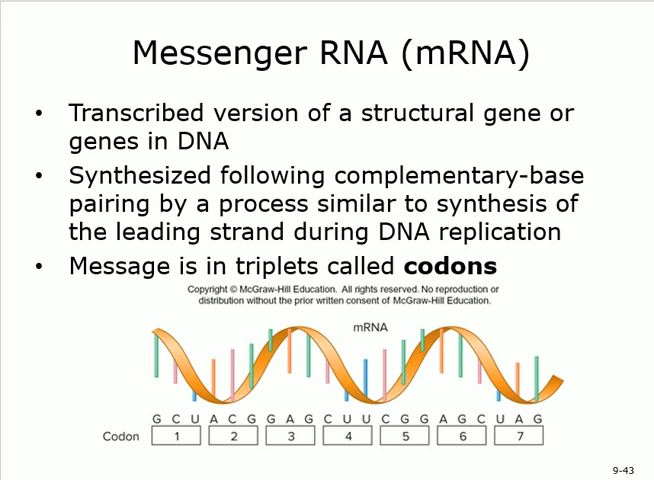 Messenger RNA (mRNA)
• Transcribed version of a structural gene or
genes in DNA
• Synthesized following complementary-base
pairing by a process similar to synthesis of
the leading strand during DNA replication
• Message is in triplets called codons
Copyright © McGraw-Hill Education. All rights reserved. No reproduction or
distribution without the prior written consent of McGraw-Hill Education.
mRNA
G C U A C G G A G C U U C G G A G C U A G
Codon 1 2 3 4 5 6 7
9-43